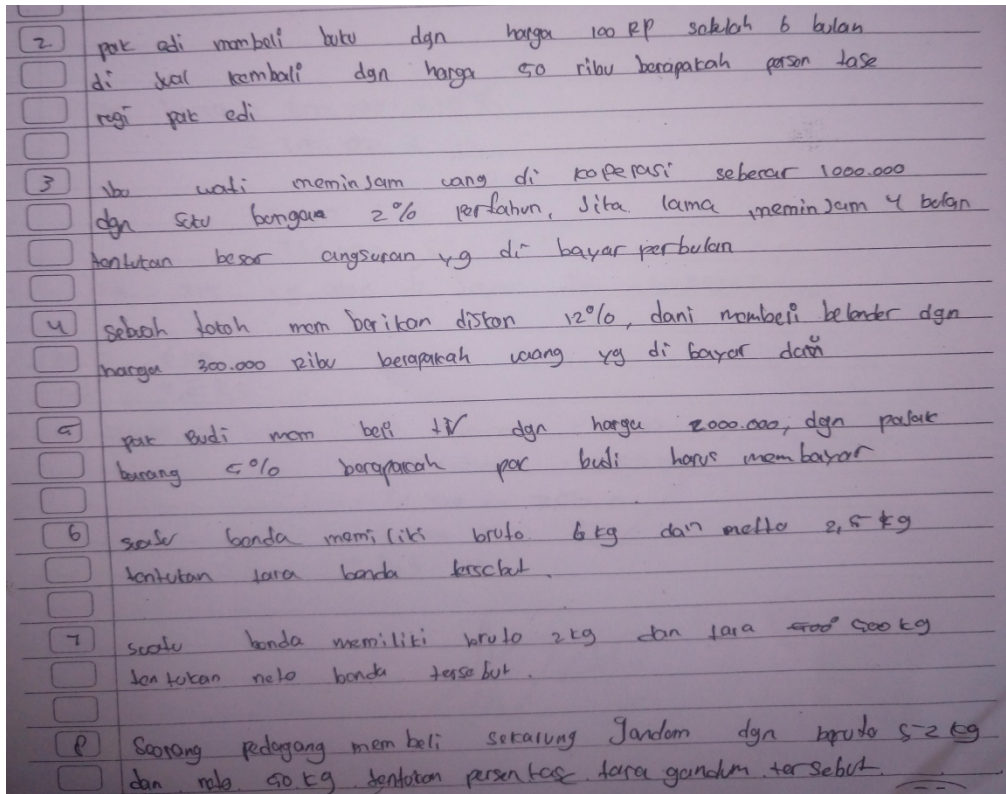 2 pak edi mambeli buku dgn harga 100 RP setelah 6 bulan
di jual kembali dgn harga 50 ribu berapakah persen tase
rugi pak edi
3 ibu wati meminjam uang di koperasi sebesar 1000.000
dgn suku bongaa 2% pertahun, Jika lama meminjam 4 bulan
tentukan besar angsuran yg di bayar perbulan
4 sebuah tokoh mem berikan diskon 12%, dani membeli belender dgn
harga 300.000 Ribu berapakah uang yg di bayar dani
5 pak Budi mem beli tV dgn harga 2000.000, dgn pajak
barang 5% berapakah pak budi harus membayar
6 suatu benda memiliki bruto 6 kg dan netto 2,5 kg
tentukan tara benda tersebut.
7 suatu benda memiliki bruto 2 kg dan tara 500 kg
ten tukan neto benda tersebut.
8 Seorang pedagang mem beli sekarung gandum dgn bruto 52 kg
dan neto 50 kg tentukan persentase tara gandum tersebut.